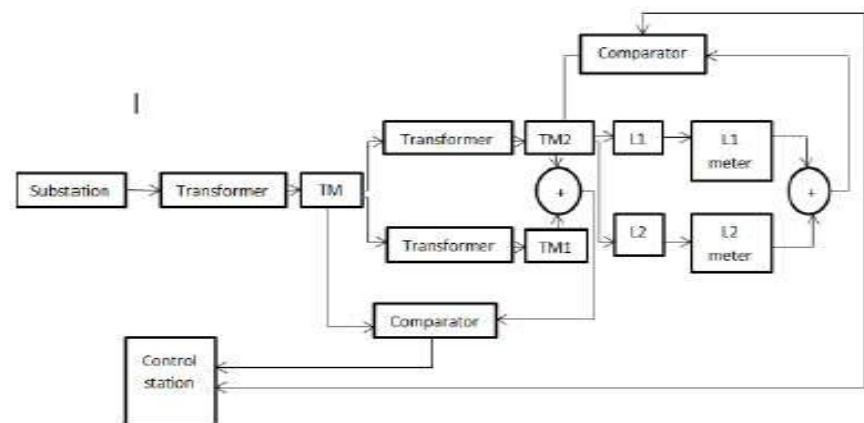 Comparator
Transformer
TM2
L1
L1
meter
Substation
Transformer
TM
+
+
Transformer
TM1
L2
L2
meter
Comparator
Control
station